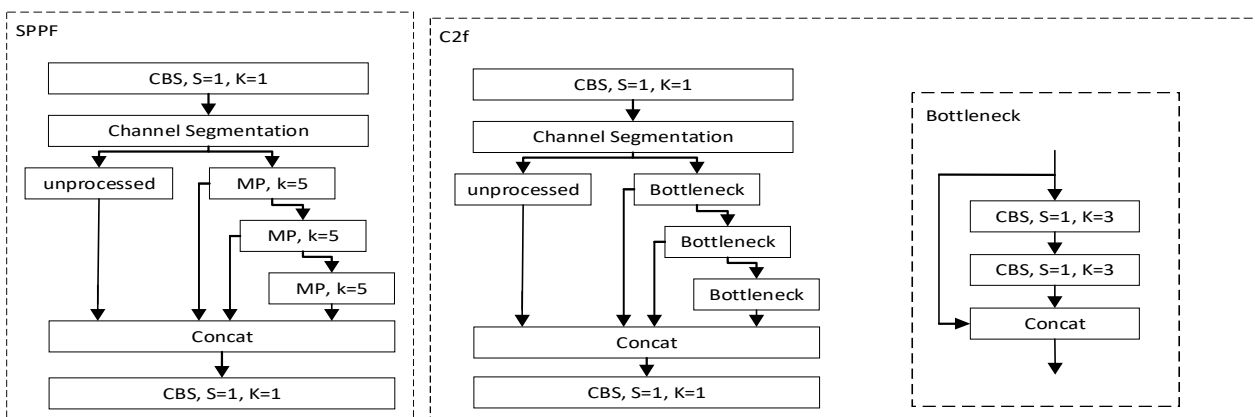 SPPF
CBS, S=1, K=1
Channel Segmentation
unprocessed
MP, k=5
MP, k=5
MP, k=5
Concat
CBS, S=1, K=1
C2f
CBS, S=1, K=1
Channel Segmentation
unprocessed
Bottleneck
Bottleneck
Bottleneck
Concat
CBS, S=1, K=1
Bottleneck
CBS, S=1, K=3
CBS, S=1, K=3
Concat